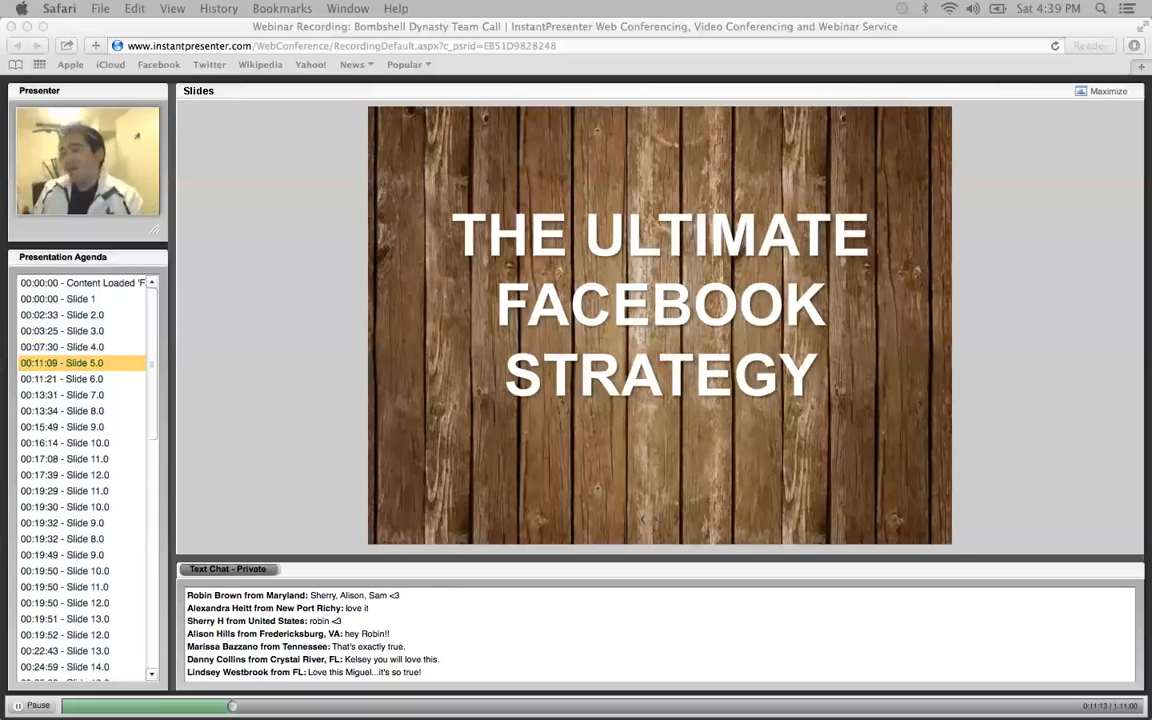 Safari File Edit View History Bookmarks Window Help Sat 4:39 PM
Webinar Recording: Bombshell Dynasty Team Call | InstantPresenter Web Conferencing, Video Conferencing and Webinar Service
www.instantpresenter.com/WebConference/RecordingDefault.aspx?c_psrid=EB51D9828248 Reader
Apple iCloud Facebook Twitter Wikipedia Yahoo! News Popular
Presenter
Slides
Maximize
THE ULTIMATE
FACEBOOK
STRATEGY
Presentation Agenda
00:00:00 - Content Loaded 'F
00:00:00 - Slide 1
00:02:33 - Slide 2.0
00:03:25 - Slide 3.0
00:07:30 - Slide 4.0
00:11:09 - Slide 5.0
00:11:21 - Slide 6.0
00:13:31 - Slide 7.0
00:13:34 - Slide 8.0
00:15:49 - Slide 9.0
00:16:14 - Slide 10.0
00:17:08 - Slide 11.0
00:17:39 - Slide 12.0
00:19:29 - Slide 11.0
00:19:30 - Slide 10.0
00:19:32 - Slide 9.0
00:19:32 - Slide 8.0
00:19:49 - Slide 9.0
00:19:50 - Slide 10.0
00:19:50 - Slide 11.0
00:19:50 - Slide 12.0
00:19:51 - Slide 13.0
00:19:52 - Slide 12.0
00:22:43 - Slide 13.0
00:24:59 - Slide 14.0
Text Chat - Private
Robin Brown from Maryland: Sherry, Alison, Sam <3
Alexandra Heitt from New Port Richy: love it
Sherry H from United States: robin <3
Alison Hills from Fredericksburg, VA: hey Robin!!
Marissa Bazzano from Tennessee: That's exactly true.
Danny Collins from Crystal River, FL: Kelsey you will love this.
Lindsey Westbrook from FL: Love this Miguel...it's so true!
Pause
0:11:13 / 1:11:00